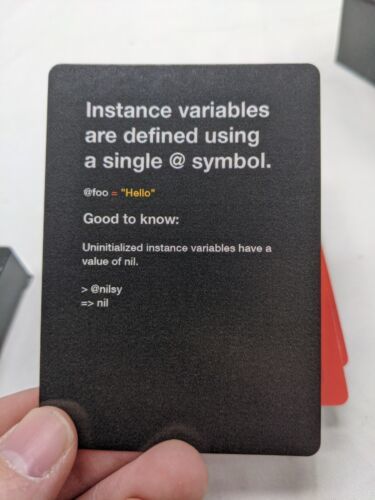 Instance variables
are defined using
a single @ symbol.
@foo = "Hello"
Good to know:
Uninitialized instance variables have a
value of nil.
> @nilsy
=> nil